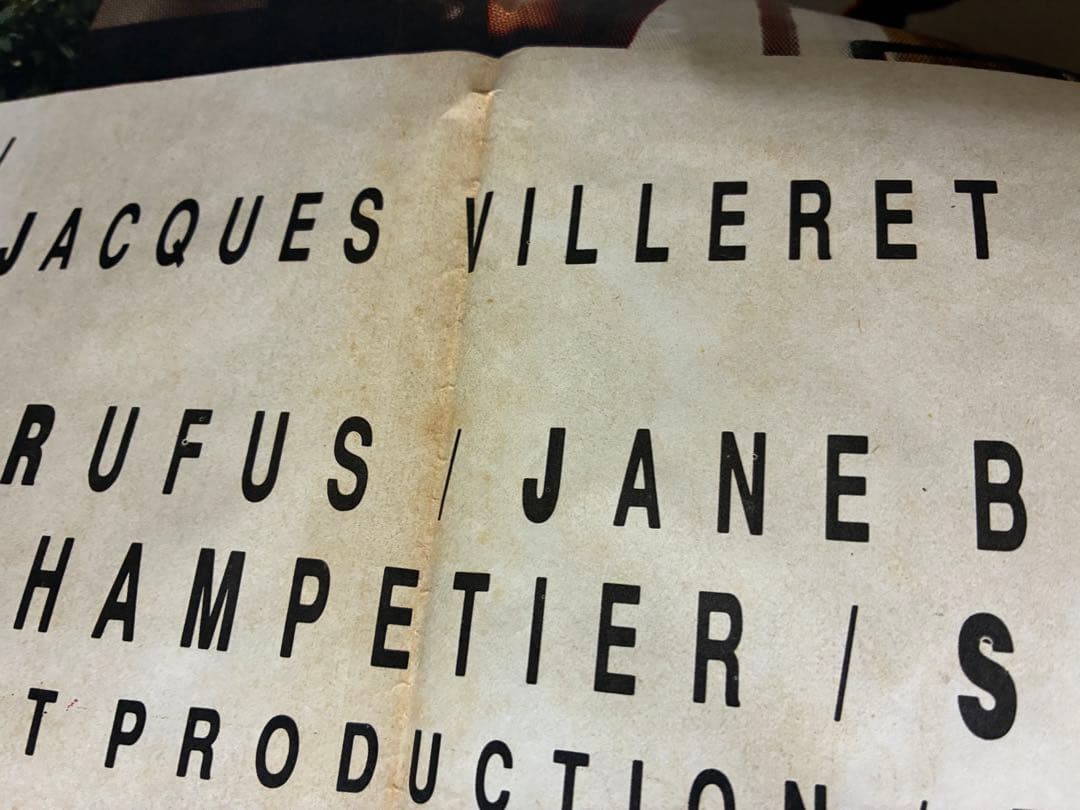 /
JACQUES VILLERET
RUFUS / JANE B
HAMPETIER / S
T PRODUCTION